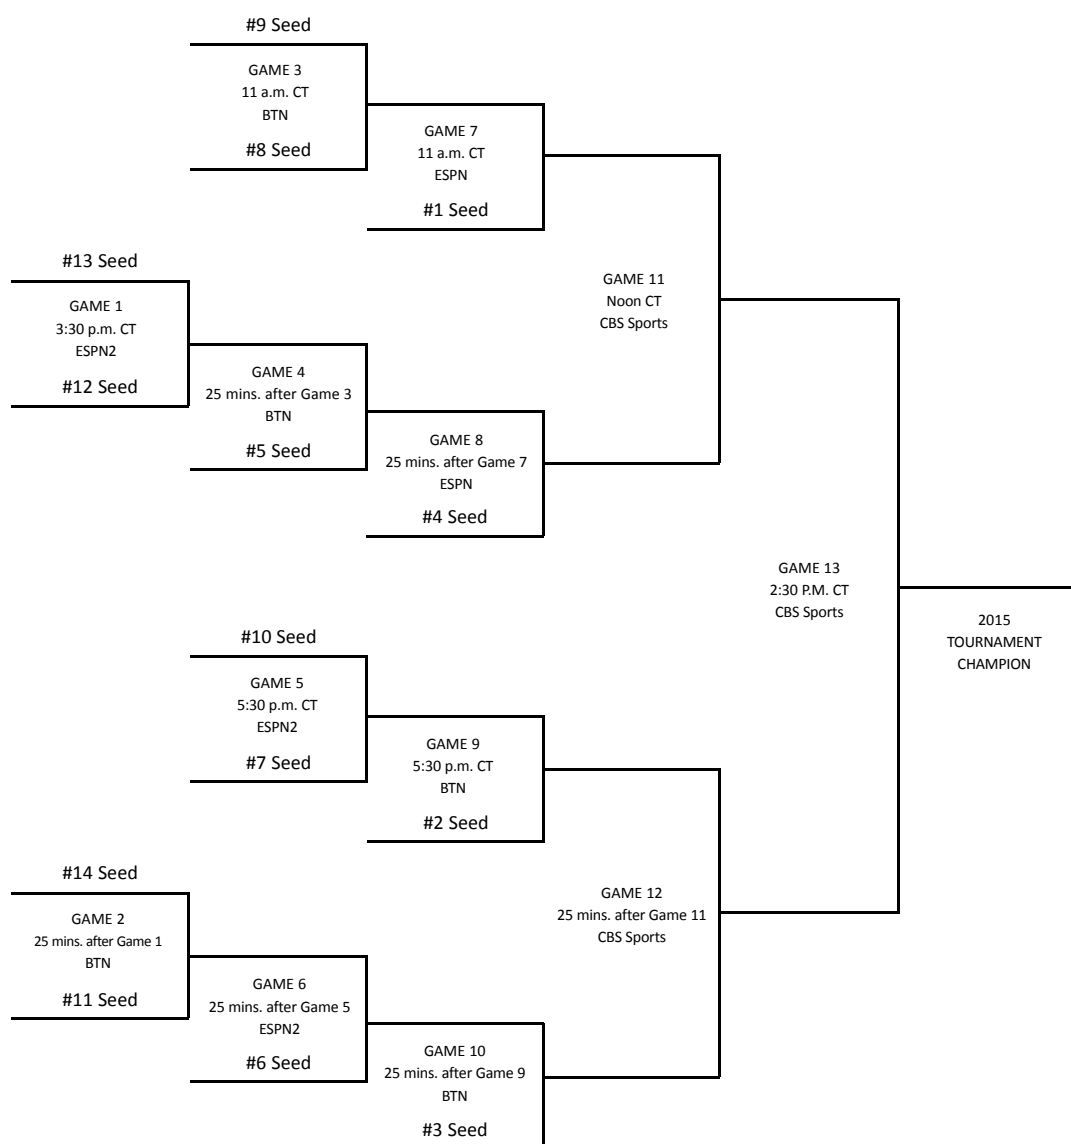 #9 Seed
GAME 3
11 a.m. CT
BTN
#8 Seed
GAME 7
11 a.m. CT
ESPN
#1 Seed
#13 Seed
GAME 1
3:30 p.m. CT
ESPN2
#12 Seed
GAME 11
Noon CT
CBS Sports
GAME 4
25 mins. after Game 3
BTN
#5 Seed
GAME 8
25 mins. after Game 7
ESPN
#4 Seed
GAME 13
2:30 P.M. CT
CBS Sports
2015
TOURNAMENT
CHAMPION
#10 Seed
GAME 5
5:30 p.m. CT
ESPN2
#7 Seed
GAME 9
5:30 p.m. CT
BTN
#2 Seed
#14 Seed
GAME 2
25 mins. after Game 1
BTN
#11 Seed
GAME 12
25 mins. after Game 11
CBS Sports
GAME 6
25 mins. after Game 5
ESPN2
#6 Seed
GAME 10
25 mins. after Game 9
BTN
#3 Seed